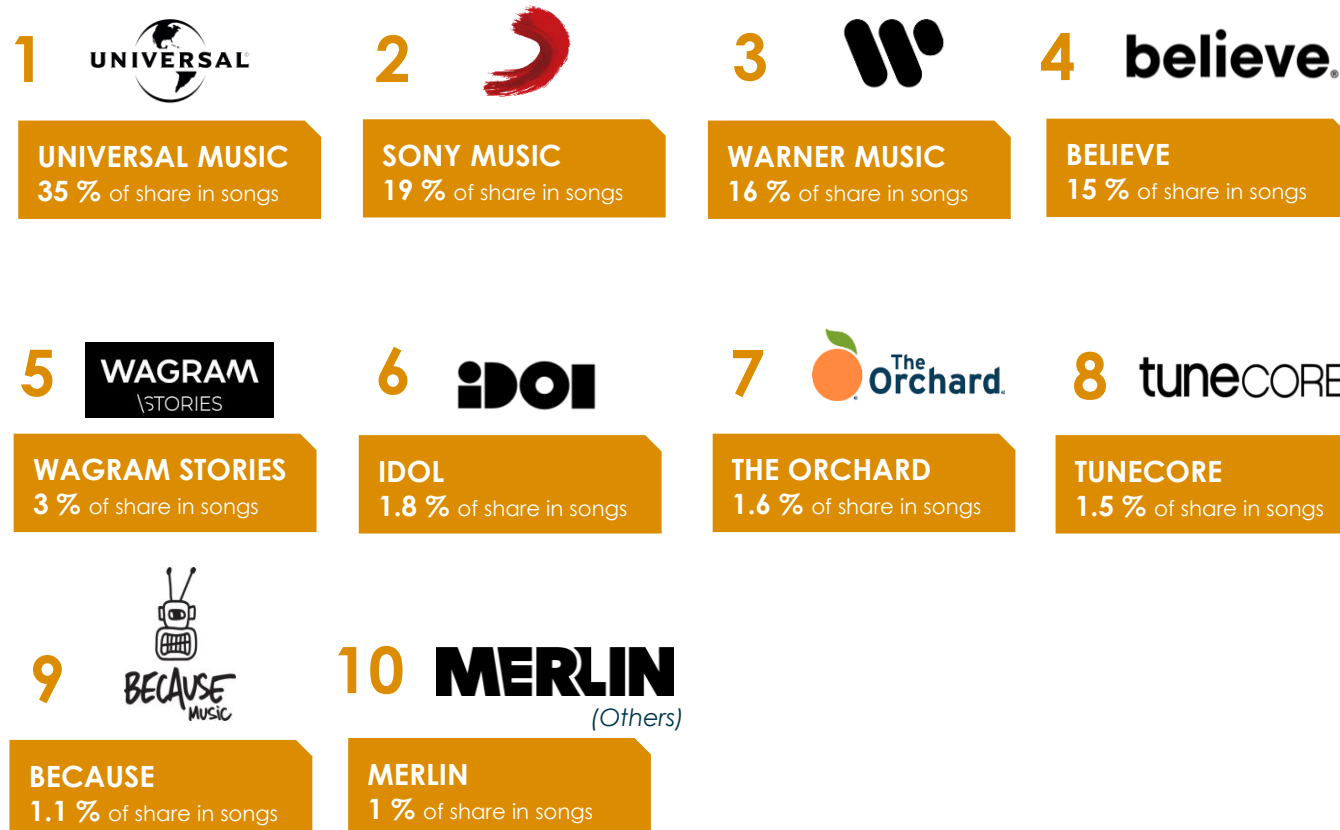 1
UNIVERSAL
2
3
4
believe.
UNIVERSAL MUSIC
35 % of share in songs
SONY MUSIC
19 % of share in songs
WARNER MUSIC
16 % of share in songs
BELIEVE
15 % of share in songs
5
WAGRAM
\STORIES
6
iDOl
7
The
Orchard
8
tunecore
WAGRAM STORIES
3 % of share in songs
IDOL
1.8 % of share in songs
THE ORCHARD
1.6 % of share in songs
TUNECORE
1.5 % of share in songs
9
BECAUSE
MUSIC
10
MERLIN
(Others)
BECAUSE
1.1 % of share in songs
MERLIN
1 % of share in songs